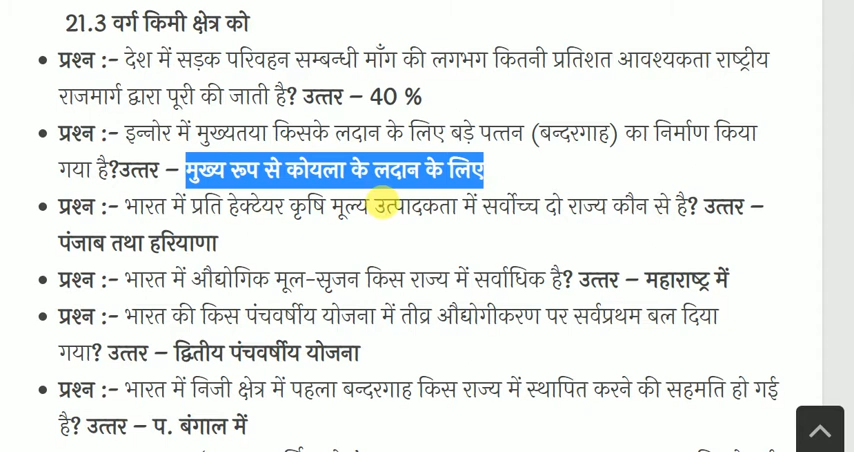 21.3 वर्ग किमी क्षेत्र को
• प्रश्न :- देश में सड़क परिवहन सम्बन्धी माँग की लगभग कितनी प्रतिशत आवश्यकता राष्ट्रीय
राजमार्ग द्वारा पूरी की जाती है? उत्तर – 40 %
• प्रश्न :- इन्नोर में मुख्यतया किसके लदान के लिए बड़े पत्तन (बन्दरगाह) का निर्माण किया
गया है?उत्तर – मुख्य रूप से कोयला के लदान के लिए
• प्रश्न :- भारत में प्रति हेक्टेयर कृषि मूल्य उत्पादकता में सर्वोच्च दो राज्य कौन से है? उत्तर –
पंजाब तथा हरियाणा
• प्रश्न :- भारत में औद्योगिक मूल-सृजन किस राज्य में सर्वाधिक है? उत्तर – महाराष्ट्र में
• प्रश्न :- भारत की किस पंचवर्षीय योजना में तीव्र औद्योगीकरण पर सर्वप्रथम बल दिया
गया? उत्तर – द्वितीय पंचवर्षीय योजना
• प्रश्न :- भारत में निजी क्षेत्र में पहला बन्दरगाह किस राज्य में स्थापित करने की सहमति हो गई
है? उत्तर – प. बंगाल में